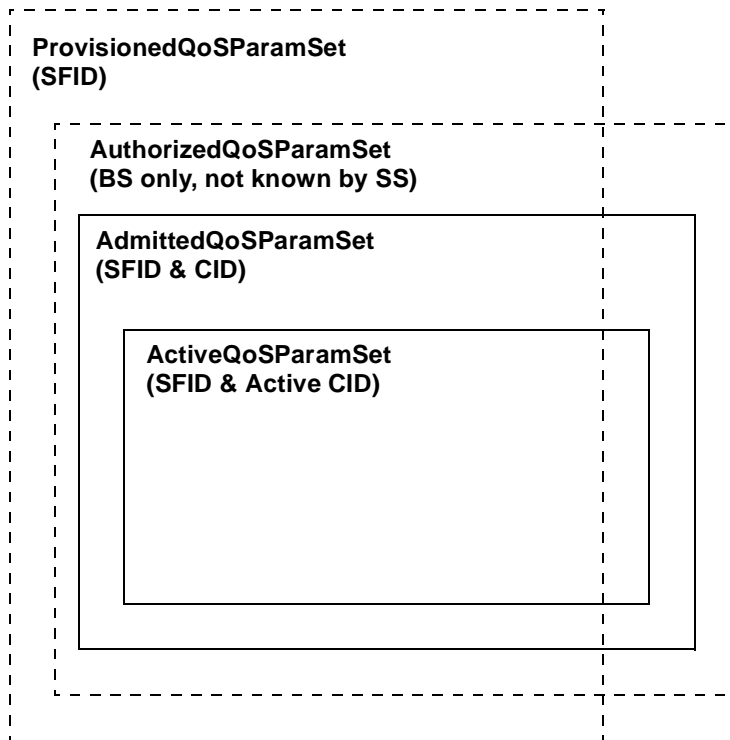 ProvisionedQoSParamSet
(SFID)
AuthorizedQoSParamSet
(BS only, not known by SS)
AdmittedQoSParamSet
(SFID & CID)
ActiveQoSParamSet
(SFID & Active CID)